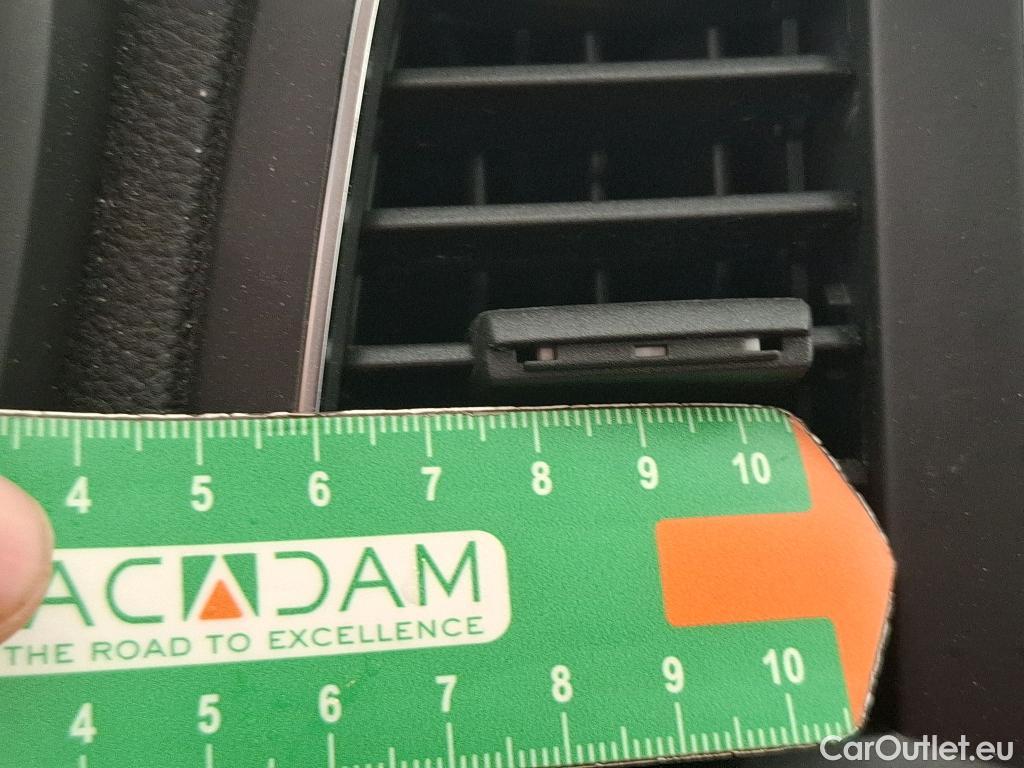 4 5 6 7 8 9 10
ACADAM
THE ROAD TO EXCELLENCE
4 5 6 7 8 9 10
CarOutlet.eu